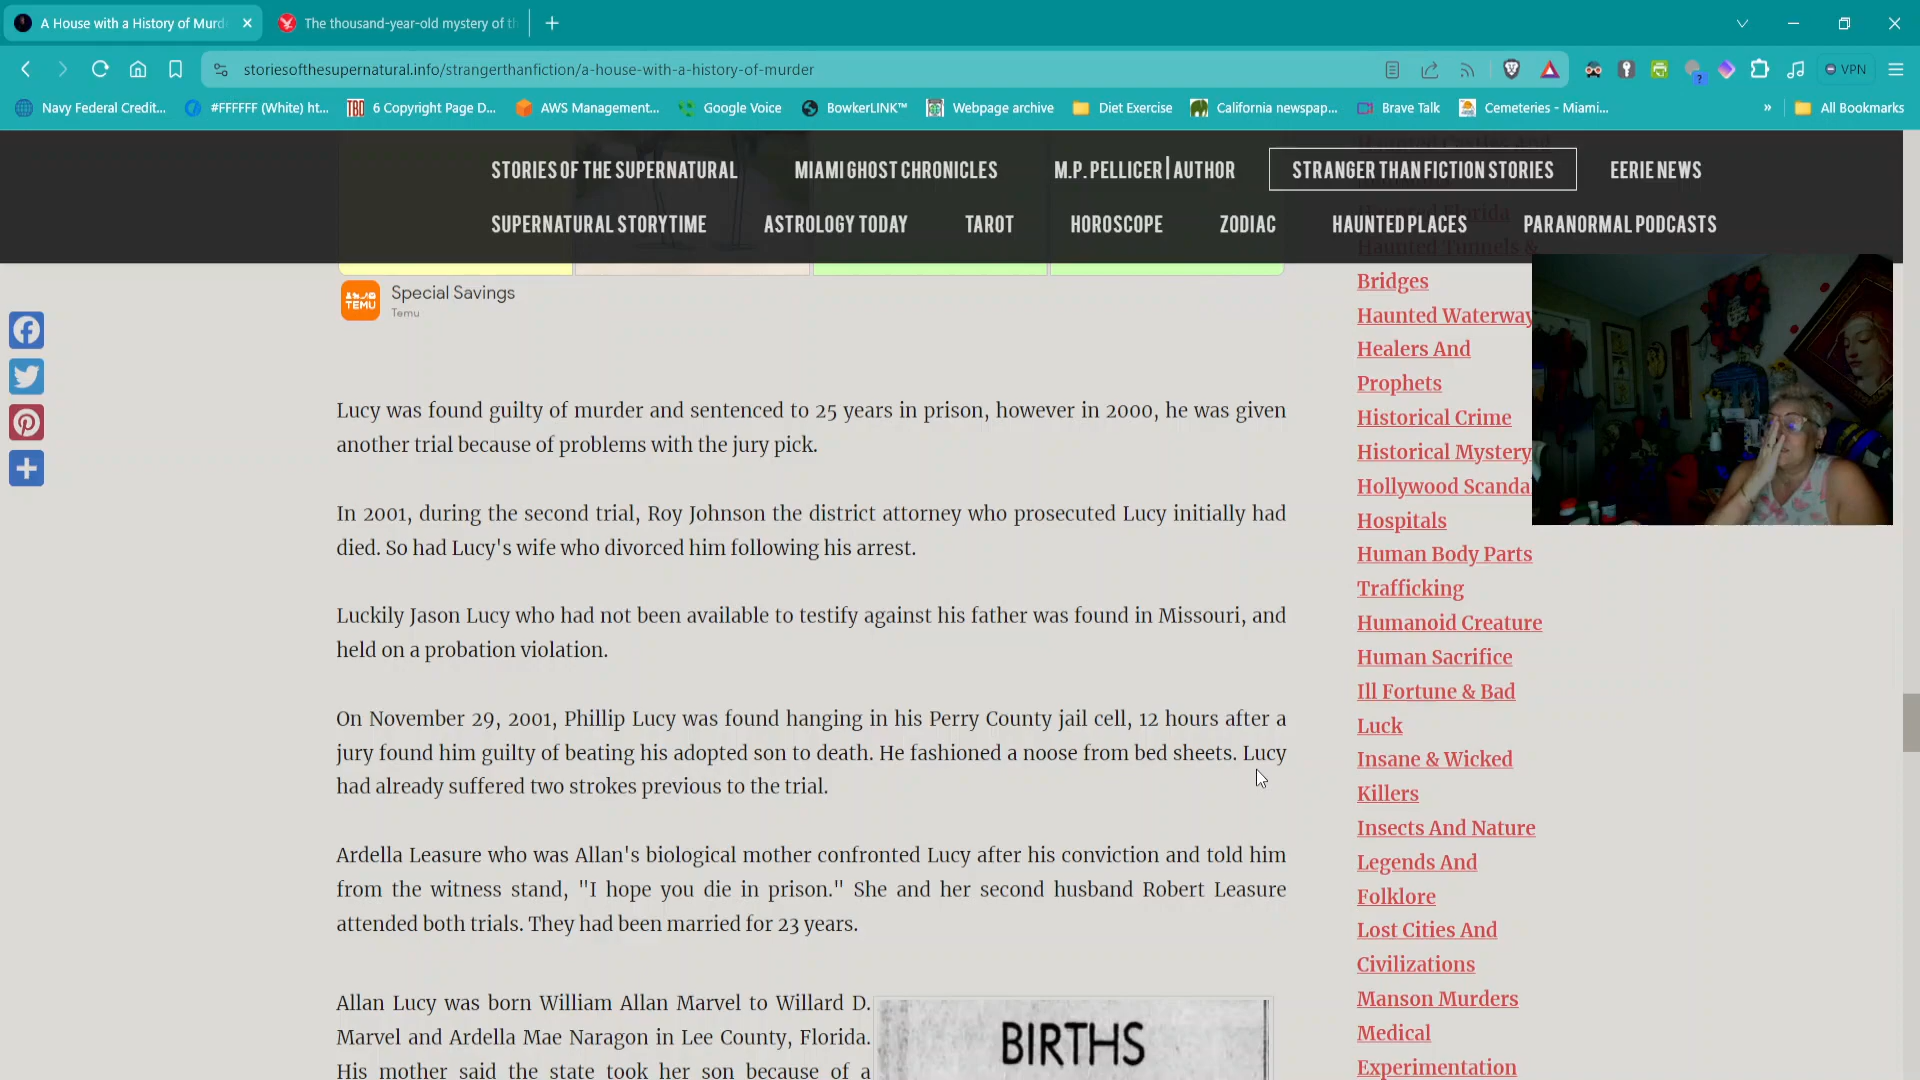 A House with a History of Murd
The thousand-year-old mystery of th
storiesofthesupernatural.info/strangerthanfiction/a-house-with-a-history-of-murder
VPN
Navy Federal Credit... #FFFFFF (White) ht... TBD 6 Copyright Page D... AWS Management... Google Voice BowkerLINK™ Webpage archive Diet Exercise California newspap... Brave Talk Cemeteries - Miami... » All Bookmarks
STORIES OF THE SUPERNATURAL MIAMI GHOST CHRONICLES M.P. PELLICER | AUTHOR STRANGER THAN FICTION STORIES EERIE NEWS
SUPERNATURAL STORYTIME ASTROLOGY TODAY TAROT HOROSCOPE ZODIAC HAUNTED PLACES PARANORMAL PODCASTS
TEMU
Special Savings
Temu
Lucy was found guilty of murder and sentenced to 25 years in prison, however in 2000, he was given
another trial because of problems with the jury pick.
In 2001, during the second trial, Roy Johnson the district attorney who prosecuted Lucy initially had
died. So had Lucy's wife who divorced him following his arrest.
Luckily Jason Lucy who had not been available to testify against his father was found in Missouri, and
held on a probation violation.
On November 29, 2001, Phillip Lucy was found hanging in his Perry County jail cell, 12 hours after a
jury found him guilty of beating his adopted son to death. He fashioned a noose from bed sheets. Lucy
had already suffered two strokes previous to the trial.
Ardella Leasure who was Allan's biological mother confronted Lucy after his conviction and told him
from the witness stand, "I hope you die in prison." She and her second husband Robert Leasure
attended both trials. They had been married for 23 years.
Allan Lucy was born William Allan Marvel to Willard D.
Marvel and Ardella Mae Naragon in Lee County, Florida.
His mother said the state took her son because of a
BIRTHS
Haunted Tunnels &
Bridges
Haunted Waterway
Healers And
Prophets
Historical Crime
Historical Mystery
Hollywood Scanda
Hospitals
Human Body Parts
Trafficking
Humanoid Creature
Human Sacrifice
Ill Fortune & Bad
Luck
Insane & Wicked
Killers
Insects And Nature
Legends And
Folklore
Lost Cities And
Civilizations
Manson Murders
Medical
Experimentation